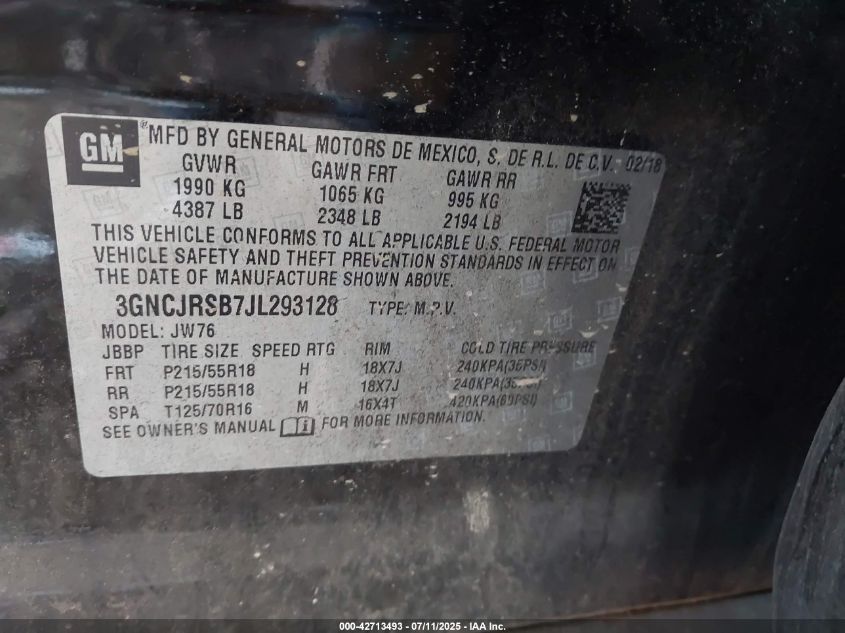 GM ® MFD BY GENERAL MOTORS DE MEXICO, S. DE R.L. DE C.V. 02/18
GVWR GAWR FRT GAWR RR
1990 KG 1065 KG 995 KG
4387 LB 2348 LB 2194 LB
THIS VEHICLE CONFORMS TO ALL APPLICABLE U.S. FEDERAL MOTOR
VEHICLE SAFETY AND THEFT PREVENTION STANDARDS IN EFFECT ON
THE DATE OF MANUFACTURE SHOWN ABOVE.
3GNCJRSB7JL293128 TYPE: M.P.V.
MODEL: JW76
JBBP TIRE SIZE SPEED RTG RIM COLD TIRE PRESSURE
FRT P215/55R18 H 18X7J 240KPA(35PSI)
RR P215/55R18 H 18X7J 240KPA(35PSI)
SPA T125/70R16 M 16X4T 420KPA(60PSI)
SEE OWNER'S MANUAL FOR MORE INFORMATION.
000-42713493 - 07/11/2025 - IAA Inc.